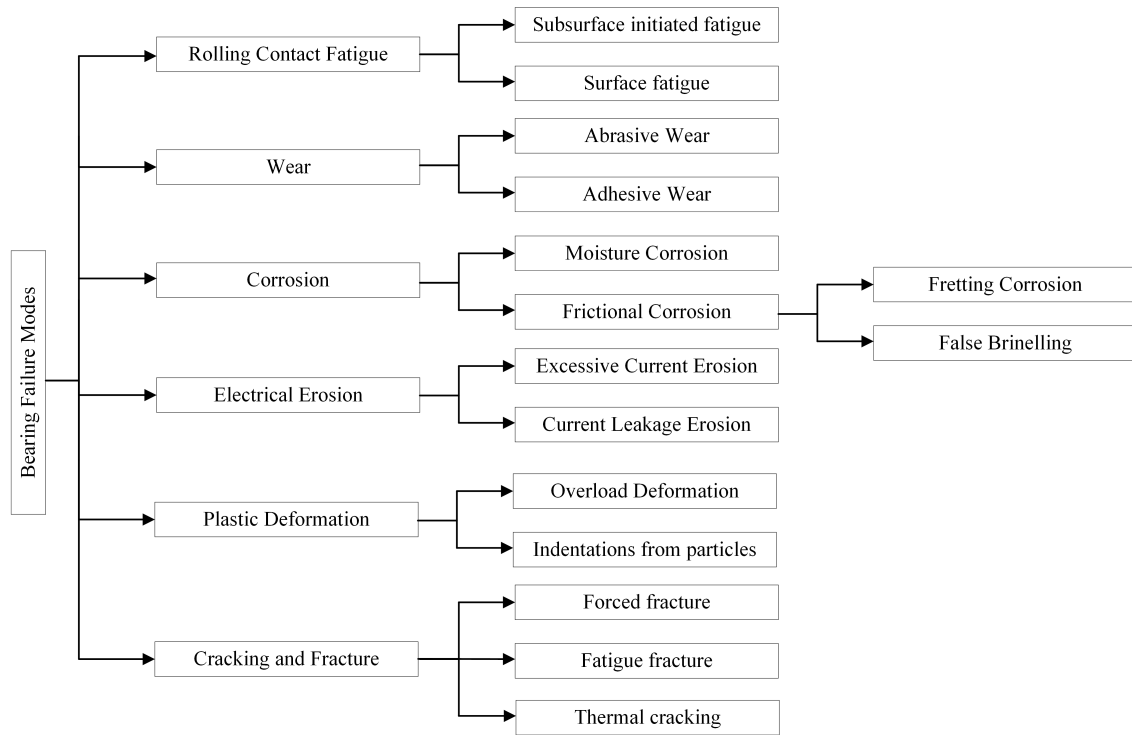 Bearing Failure Modes
Rolling Contact Fatigue
Subsurface initiated fatigue
Surface fatigue
Wear
Abrasive Wear
Adhesive Wear
Corrosion
Moisture Corrosion
Frictional Corrosion
Fretting Corrosion
False Brinelling
Electrical Erosion
Excessive Current Erosion
Current Leakage Erosion
Plastic Deformation
Overload Deformation
Indentations from particles
Cracking and Fracture
Forced fracture
Fatigue fracture
Thermal cracking